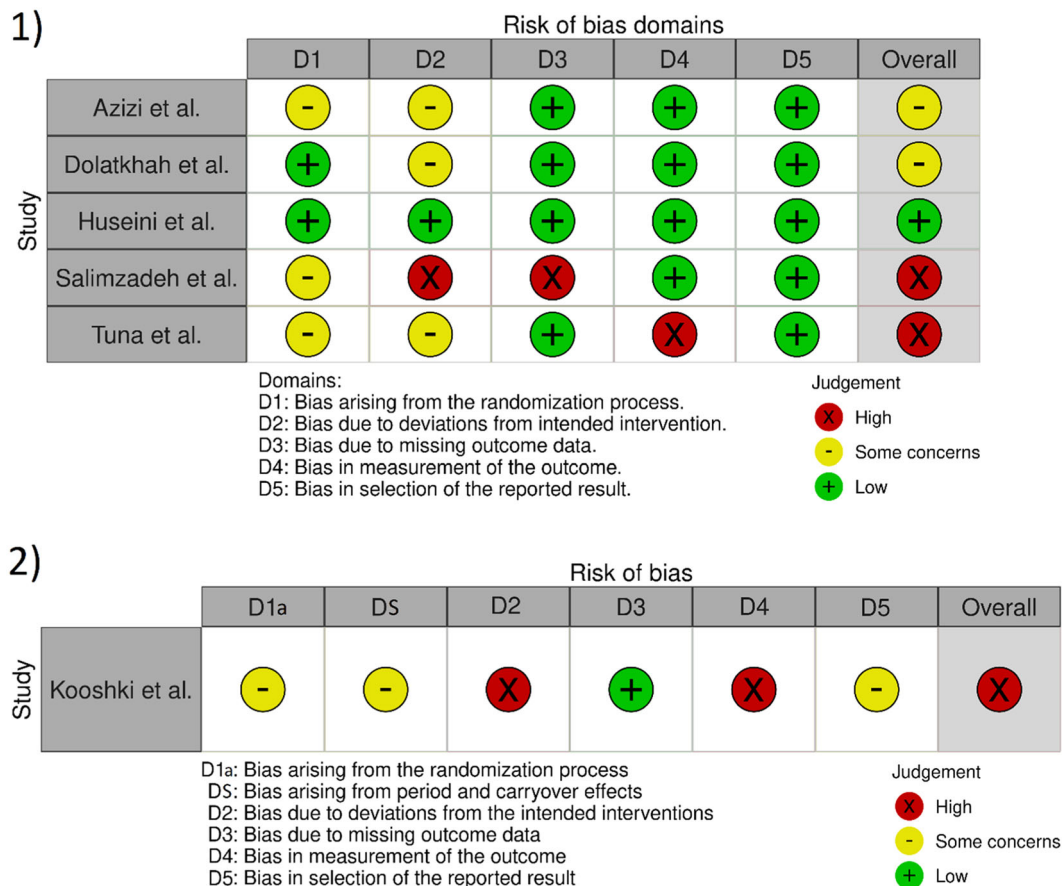 1)
Risk of bias domains
D1 D2 D3 D4 D5 Overall
Study
Azizi et al. - - + + + -
Dolatkhah et al. + - + + + -
Huseini et al. + + + + + +
Salimzadeh et al. - X X + + X
Tuna et al. - - + X + X
Domains:
D1: Bias arising from the randomization process.
D2: Bias due to deviations from intended intervention.
D3: Bias due to missing outcome data.
D4: Bias in measurement of the outcome.
D5: Bias in selection of the reported result.
Judgement
X High
- Some concerns
+ Low
2)
Risk of bias
D1a DS D2 D3 D4 D5 Overall
Study
Kooshki et al. - - X + X - X
D1a: Bias arising from the randomization process
DS: Bias arising from period and carryover effects
D2: Bias due to deviations from the intended interventions
D3: Bias due to missing outcome data
D4: Bias in measurement of the outcome
D5: Bias in selection of the reported result
Judgement
X High
- Some concerns
+ Low